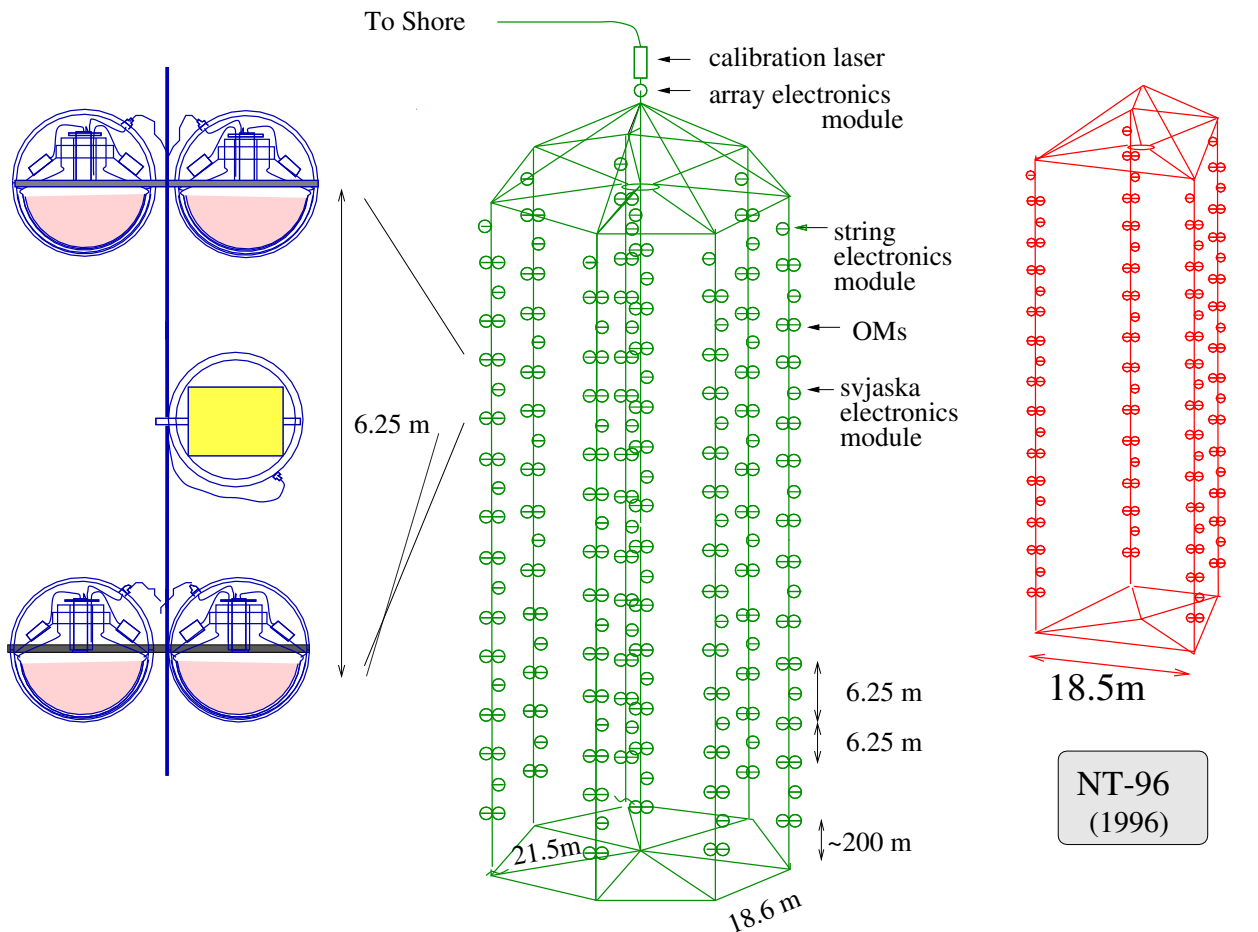 To Shore
calibration laser
array electronics
module
string
electronics
module
OMs
svjaska
electronics
module
6.25 m
6.25 m
6.25 m
~200 m
21.5m
18.6 m
18.5m
NT-96
(1996)